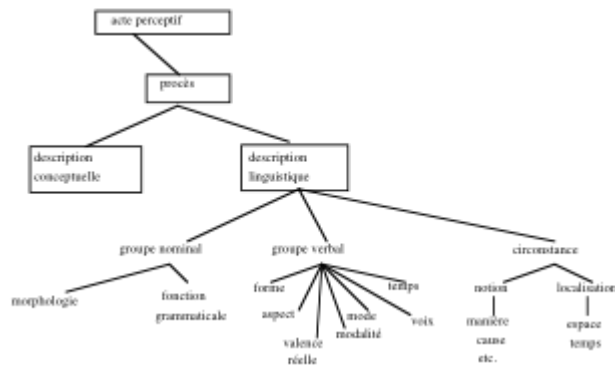 acte perceptif
procès
description
conceptuelle
description
linguistique
groupe nominal
groupe verbal
circonstance
morphologie
fonction
grammaticale
forme
aspect
valence
réelle
modalité
mode
voix
temps
notion
localisation
manière
cause
etc.
espace
temps